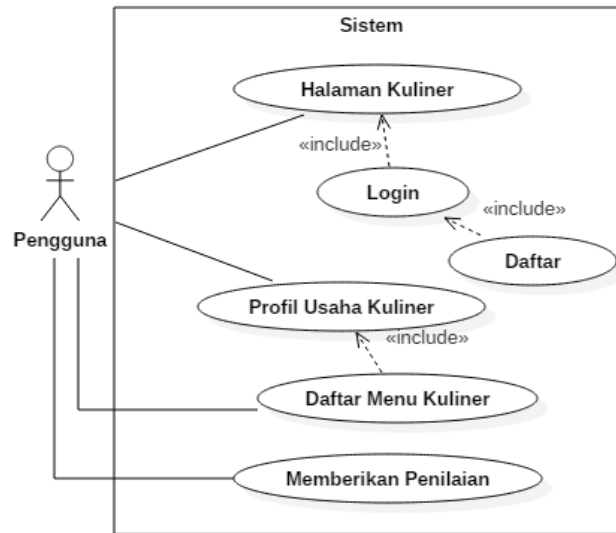 Sistem
Halaman Kuliner
«include»
Login
«include»
Daftar
Pengguna
Profil Usaha Kuliner
«include»
Daftar Menu Kuliner
Memberikan Penilaian